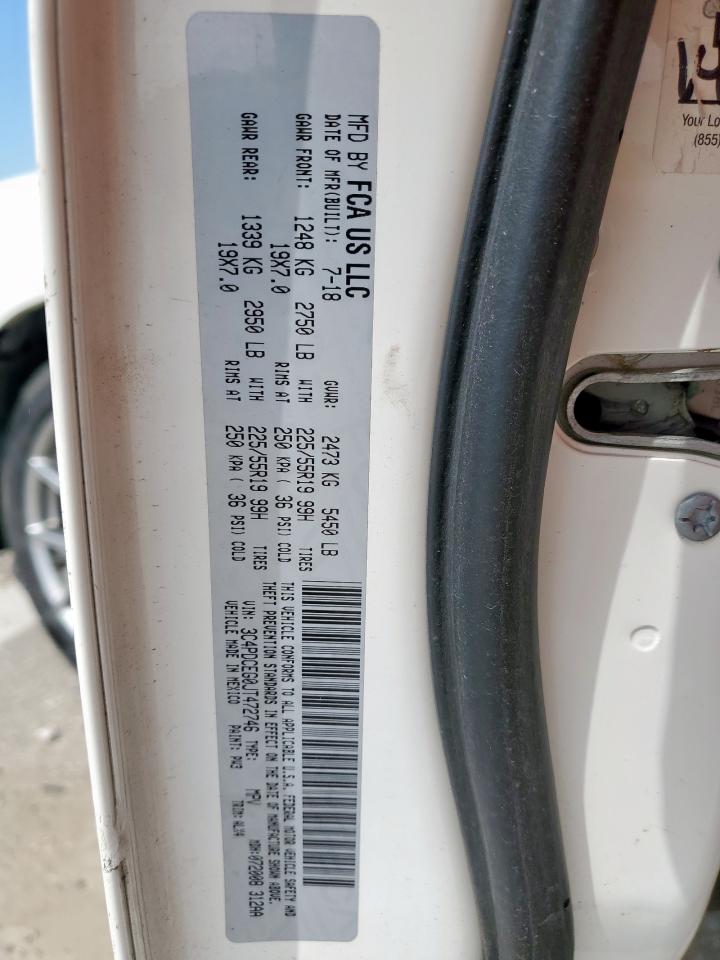 MFD BY FCA US LLC
DATE OF MFR(BUILT): 7-18 GVWR: 2473 KG 5450 LB
GAWR FRONT: 1248 KG 2750 LB WITH 225/55R19 99H TIRES
19X7.0 RIMS AT 250 KPA ( 36 PSI) COLD
GAWR REAR: 1339 KG 2950 LB WITH 225/55R19 99H TIRES
19X7.0 RIMS AT 250 KPA ( 36 PSI) COLD
THIS VEHICLE CONFORMS TO ALL APPLICABLE U.S.A. FEDERAL MOTOR VEHICLE SAFETY AND
THEFT PREVENTION STANDARDS IN EFFECT ON THE DATE OF MANUFACTURE SHOWN ABOVE.
VIN: 3C4PDCEG0JT472746 TYPE: MPV MDH:072008 312AA
VEHICLE MADE IN MEXICO PAINT: PW3 TRIM:
Your Lo
(855)